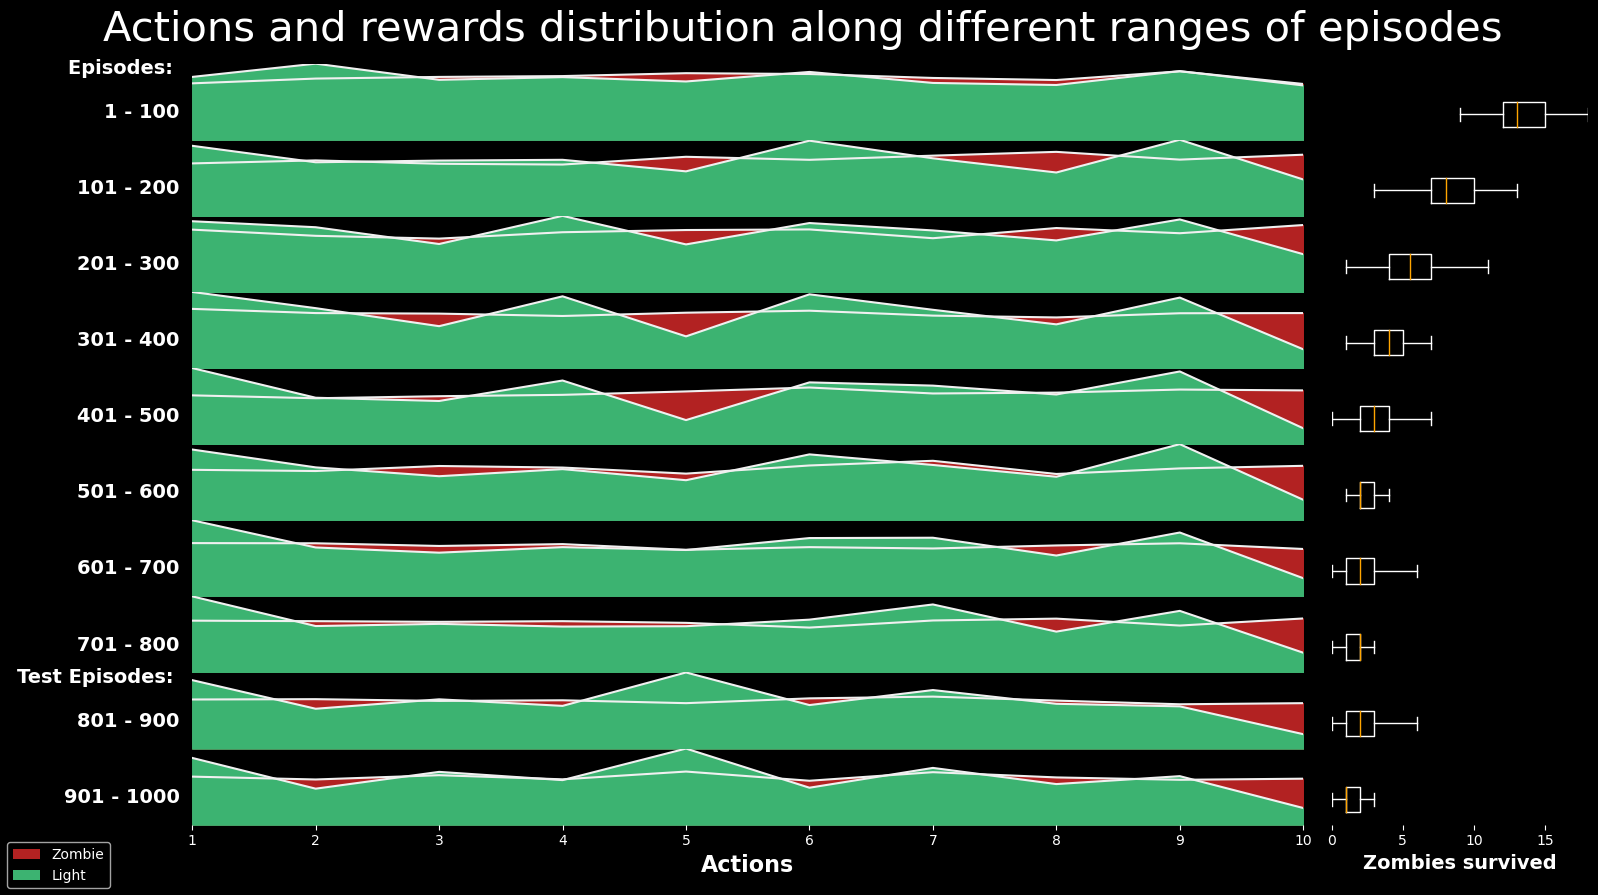 Actions and rewards distribution along different ranges of episodes
Episodes:
1 - 100
101 - 200
201 - 300
301 - 400
401 - 500
501 - 600
601 - 700
701 - 800
Test Episodes:
801 - 900
901 - 1000
1 2 3 4 5 6 7 8 9 10 0 5 10 15
Actions
Zombies survived
Zombie
Light